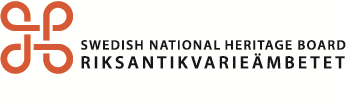 SWEDISH NATIONAL HERITAGE BOARD
RIKSANTIKVARIEÄMBETET